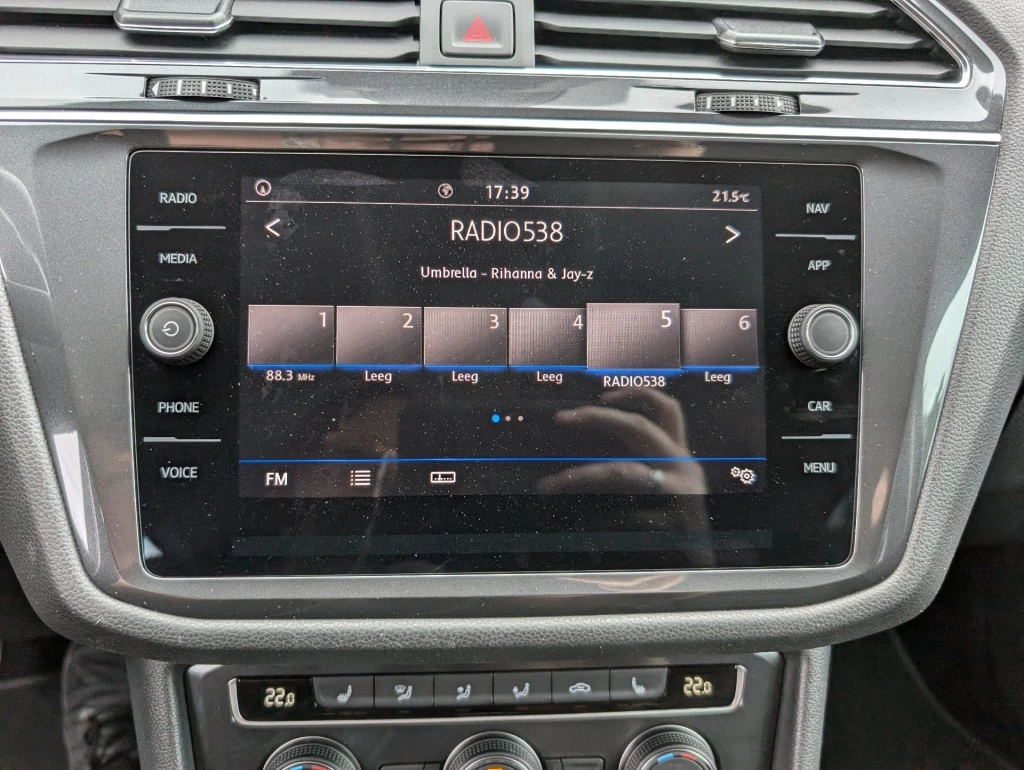 RADIO
MEDIA
PHONE
VOICE
17:39
21.5°C
RADIO538
Umbrella - Rihanna & Jay-z
1
2
3
4
5
6
88.3 MHz
Leeg
Leeg
Leeg
RADIO538
Leeg
FM
NAV
APP
CAR
MENU
22.0
22.0